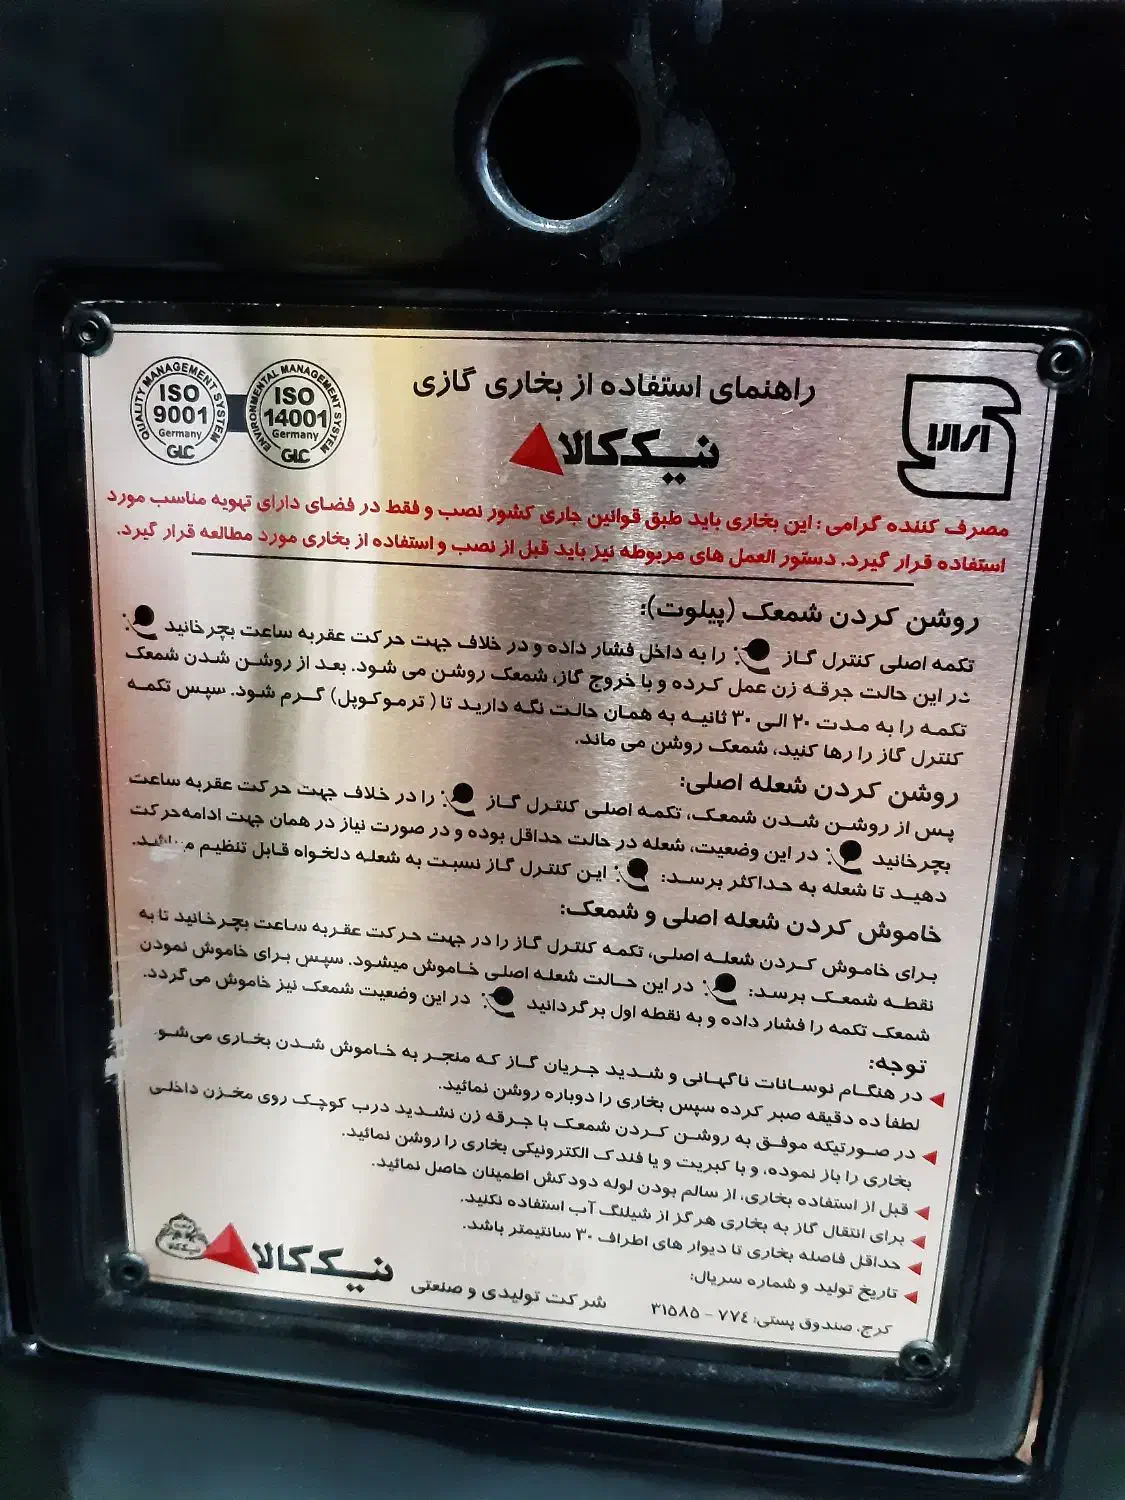 راهنمای استفاده از بخاری گازی
نیک کالا
QUALITY MANAGEMENT SYSTEM
ISO
9001
Germany
GLC
ENVIRONMENTAL MANAGEMENT SYSTEM
ISO
14001
Germany
GLC
مصرف کننده گرامی : این بخاری باید طبق قوانین جاری کشور نصب و فقط در فضای دارای تهویه مناسب مورد
استفاده قرار گیرد. دستور العمل های مربوطه نیز باید قبل از نصب و استفاده از بخاری مورد مطالعه قرار گیرد.
روشن کردن شمعک (پیلوت):
تکمه اصلی کنترل گاز را به داخل فشار داده و در خلاف جهت حرکت عقربه ساعت بچرخانید
در این حالت جرقه زن عمل کرده و با خروج گاز، شمعک روشن می شود. بعد از روشن شدن شمعک
تکمه را به مدت ۲۰ الی ۳۰ ثانیه به همان حالت نگه دارید تا ( ترموکوپل) گرم شود. سپس تکمه
کنترل گاز را رها کنید، شمعک روشن می ماند.
روشن کردن شعله اصلی:
پس از روشن شدن شمعک، تکمه اصلی کنترل گاز را در خلاف جهت حرکت عقربه ساعت
بچرخانید در این وضعیت، شعله در حالت حداقل بوده و در صورت نیاز در همان جهت ادامه حرکت
دهید تا شعله به حداکثر برسد: این کنترل گاز نسبت به شعله دلخواه قابل تنظیم
خاموش کردن شعله اصلی و شمعک:
برای خاموش کردن شعله اصلی، تکمه کنترل گاز را در جهت حرکت عقربه ساعت بچرخانید تا به
نقطه شمعک برسد: در این حالت شعله اصلی خاموش میشود. سپس برای خاموش نمودن
شمعک تکمه را فشار داده و به نقطه اول برگردانید در این وضعیت شمعک نیز خاموش می گردد.
توجه:
در هنگام نوسانات ناگهانی و شدید جریان گاز که منجر به خاموش شدن بخاری می شو
لطفاً ده دقیقه صبر کرده سپس بخاری را دوباره روشن نمائید.
در صورتیکه موفق به روشن کردن شمعک با جرقه زن نشدید درب کوچک روی مخزن داخلی
بخاری را باز نموده، و با کبریت و یا فندک الکترونیکی بخاری را روشن نمائید.
قبل از استفاده بخاری، از سالم بودن لوله دودکش اطمینان حاصل نمائید.
برای انتقال گاز به بخاری هرگز از شیلنگ آب استفاده نکنید.
حداقل فاصله بخاری تا دیوار های اطراف ۳۰ سانتیمتر باشد.
تاریخ تولید و شماره سریال:
کرج. صندوق پستی: ۷۷٤ - ۳۱۵۸۵
شرکت تولیدی و صنعتی
نیک کالا